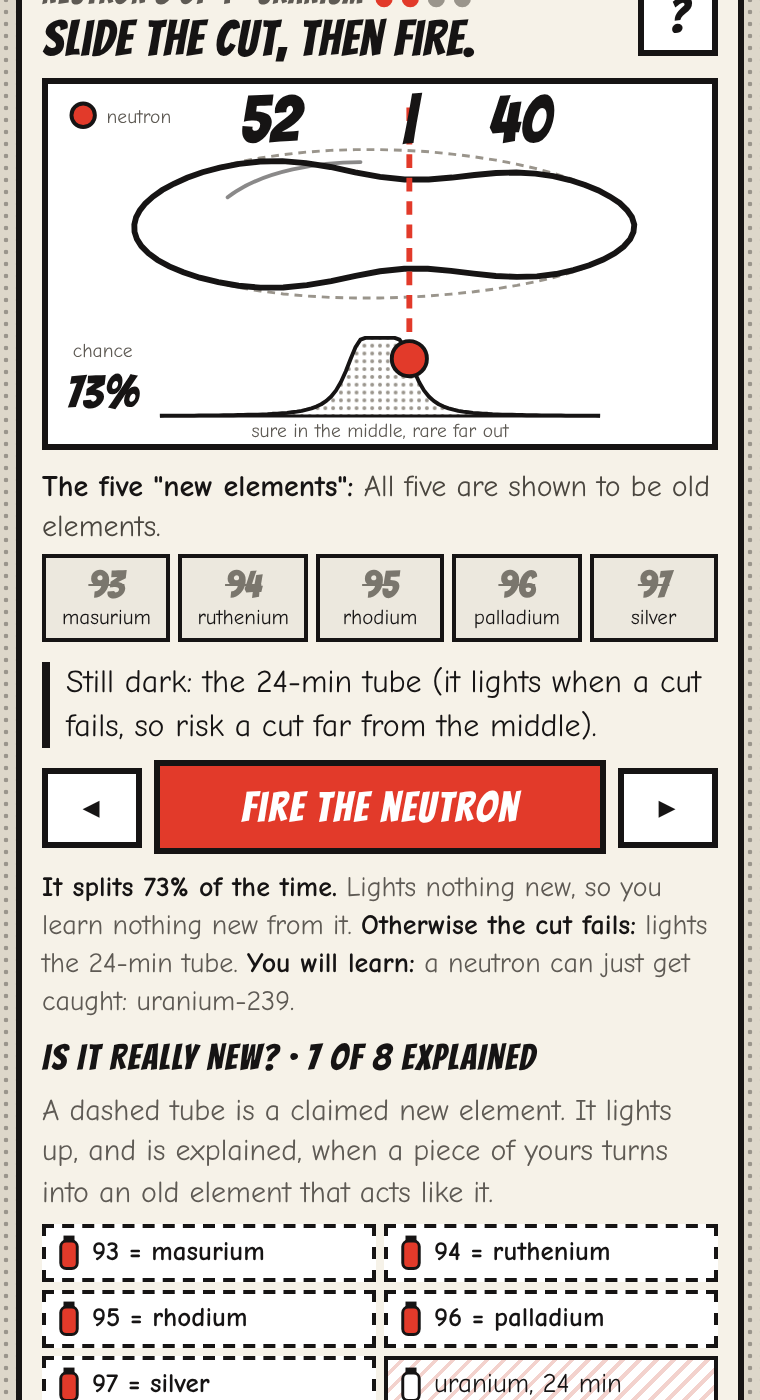 SLIDE THE CUT, THEN FIRE.
?
neutron
52 / 40
chance
73%
sure in the middle, rare far out
The five "new elements": All five are shown to be old
elements.
93 94 95 96 97
masurium ruthenium rhodium palladium silver
Still dark: the 24-min tube (it lights when a cut
fails, so risk a cut far from the middle).
◄ FIRE THE NEUTRON ►
It splits 73% of the time. Lights nothing new, so you
learn nothing new from it. Otherwise the cut fails: lights
the 24-min tube. You will learn: a neutron can just get
caught: uranium-239.
IS IT REALLY NEW? · 7 OF 8 EXPLAINED
A dashed tube is a claimed new element. It lights
up, and is explained, when a piece of yours turns
into an old element that acts like it.
93 = masurium 94 = ruthenium
95 = rhodium 96 = palladium
97 = silver uranium, 24 min